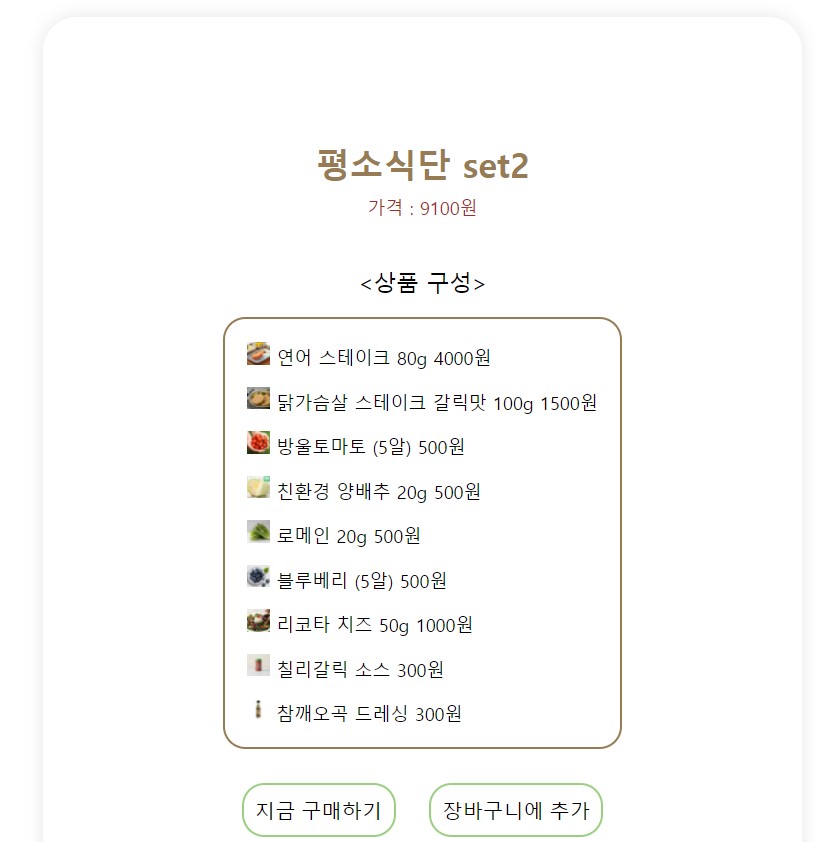 평소식단 set2
가격 : 9100원
<상품 구성>
연어 스테이크 80g 4000원
닭가슴살 스테이크 갈릭맛 100g 1500원
방울토마토 (5알) 500원
친환경 양배추 20g 500원
로메인 20g 500원
블루베리 (5알) 500원
리코타 치즈 50g 1000원
칠리갈릭 소스 300원
참깨오곡 드레싱 300원
지금 구매하기 장바구니에 추가